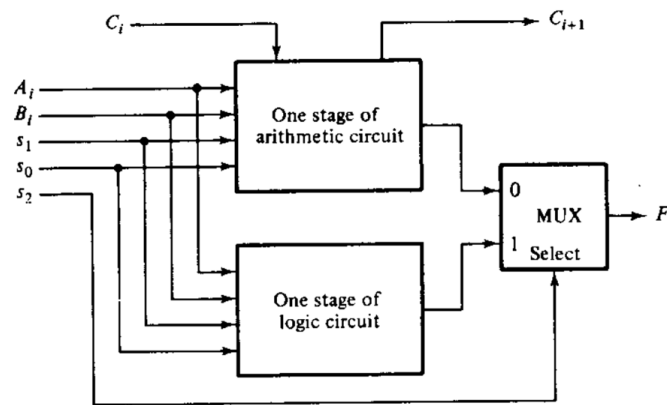 C_i
C_{i+1}
A_i
B_i
s_1
s_0
s_2
One stage of
arithmetic circuit
0
MUX
F
1
Select
One stage of
logic circuit